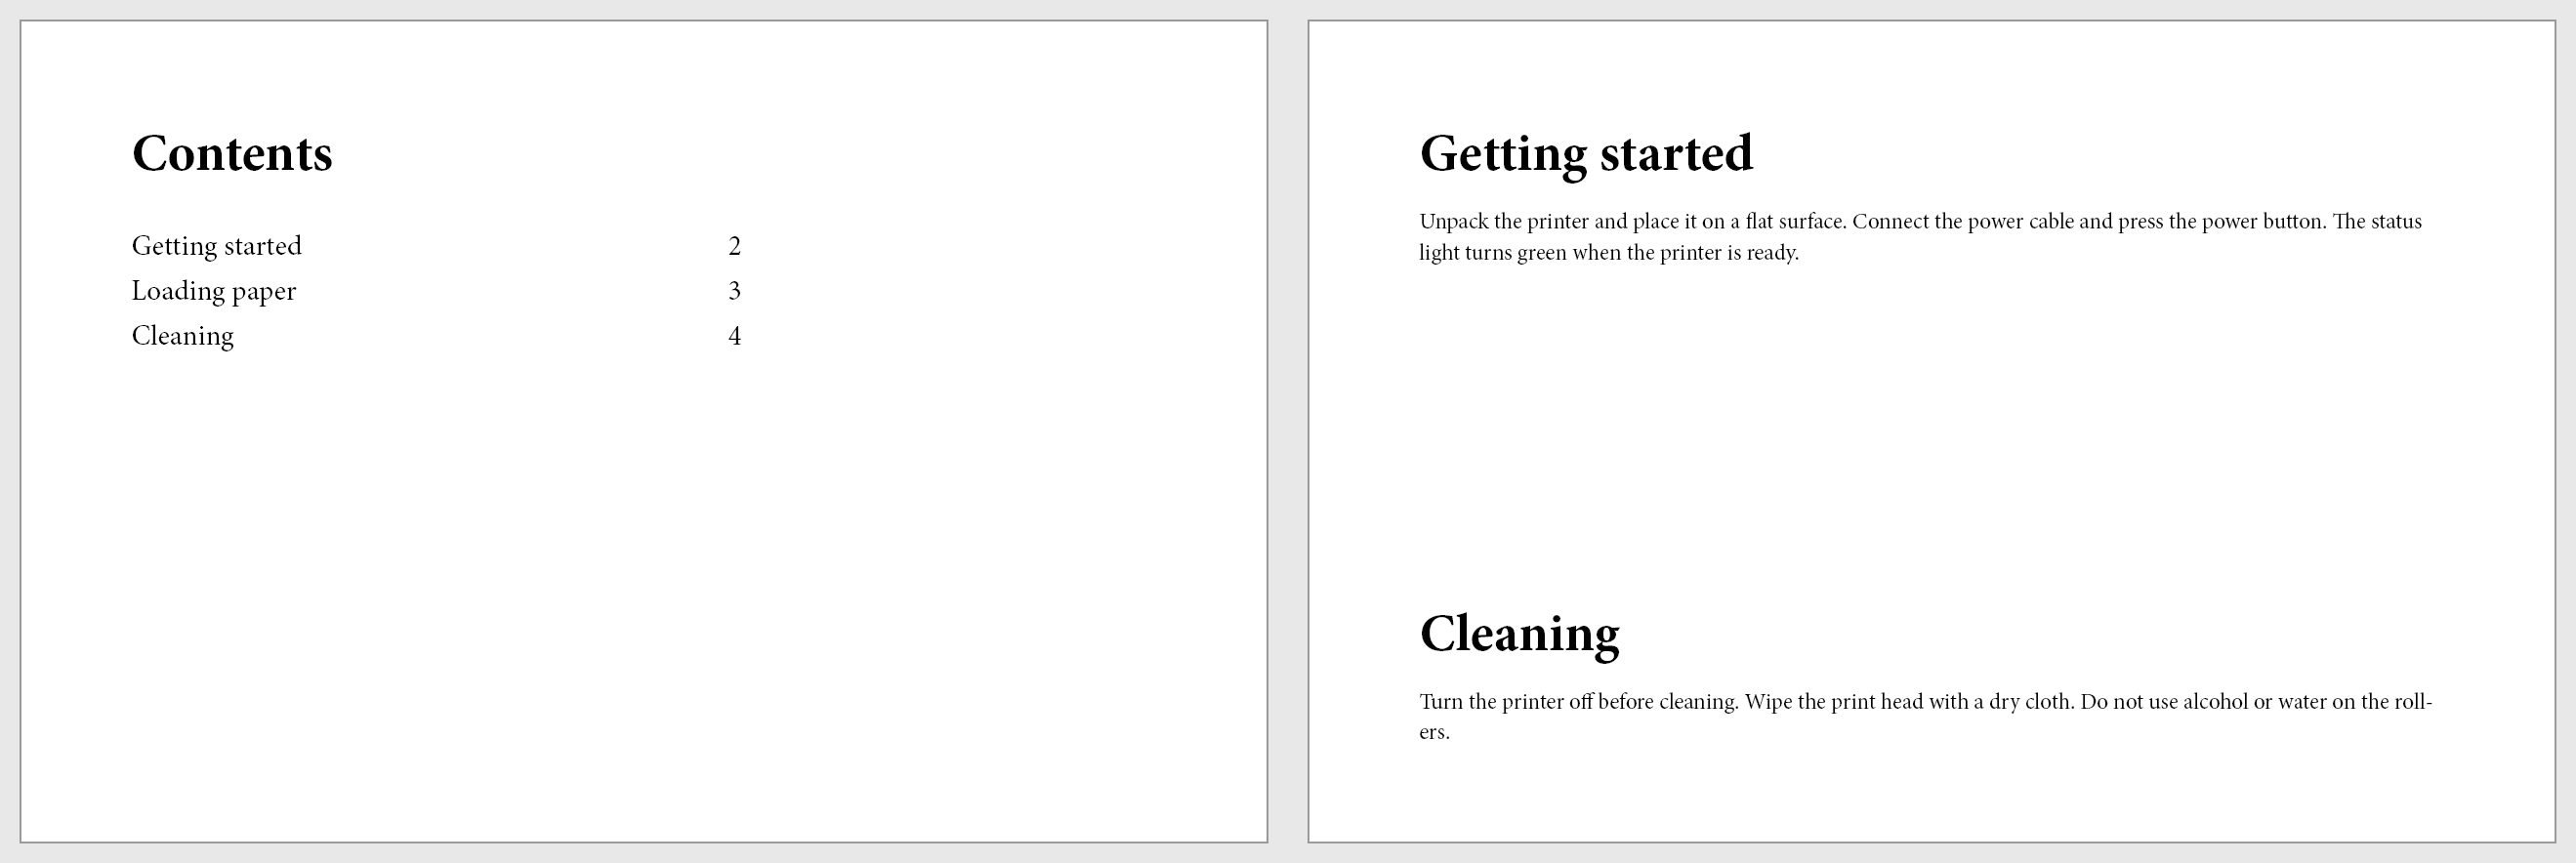 Contents
Getting started 2
Loading paper 3
Cleaning 4
Getting started
Unpack the printer and place it on a flat surface. Connect the power cable and press the power button. The status
light turns green when the printer is ready.
Cleaning
Turn the printer off before cleaning. Wipe the print head with a dry cloth. Do not use alcohol or water on the roll-
ers.